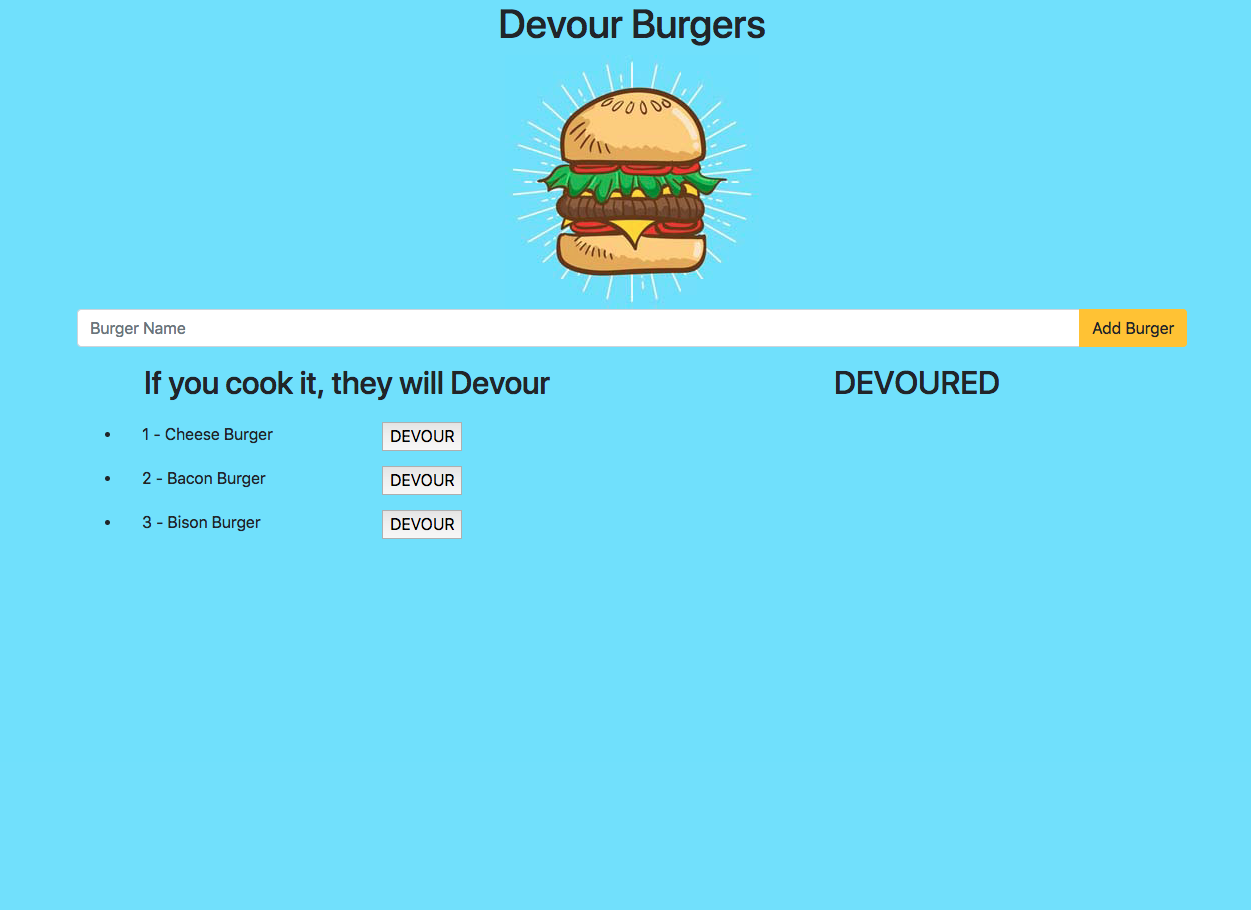 Devour Burgers
Burger Name
Add Burger
If you cook it, they will Devour
DEVOURED
1 - Cheese Burger
DEVOUR
2 - Bacon Burger
DEVOUR
3 - Bison Burger
DEVOUR